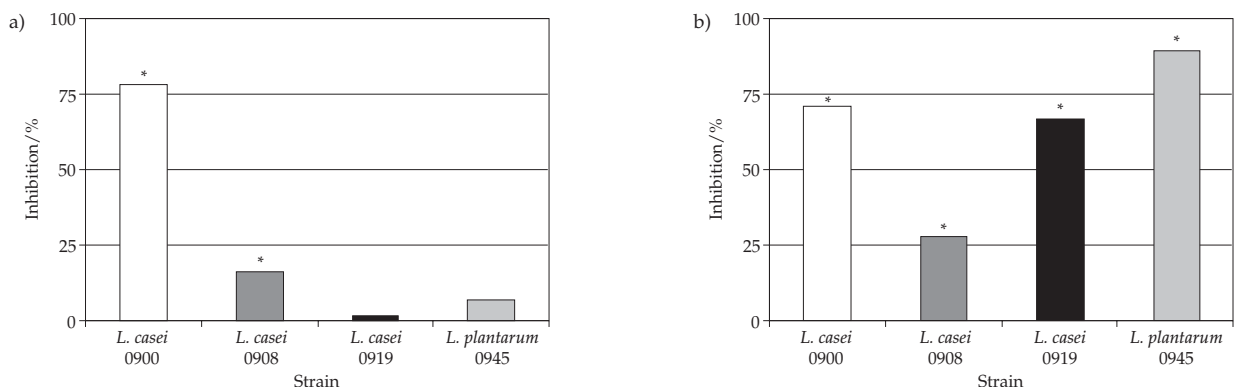 a)
100
75
50
25
0
Inhibition/%
*
*
L. casei
0900
L. casei
0908
L. casei
0919
L. plantarum
0945
Strain
b)
100
75
50
25
0
Inhibition/%
*
*
*
*
L. casei
0900
L. casei
0908
L. casei
0919
L. plantarum
0945
Strain